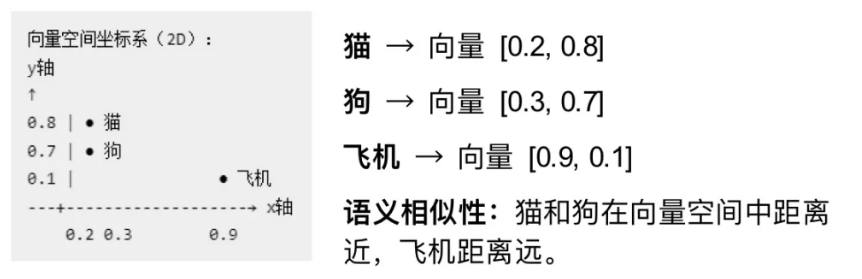 向量空间坐标系（2D）:
y轴
↑
0.8 | ● 猫
0.7 | ● 狗
0.1 |          ● 飞机
---+-------------------→ x轴
0.2 0.3      0.9
猫 → 向量 [0.2, 0.8]
狗 → 向量 [0.3, 0.7]
飞机 → 向量 [0.9, 0.1]
语义相似性：猫和狗在向量空间中距离
近，飞机距离远。